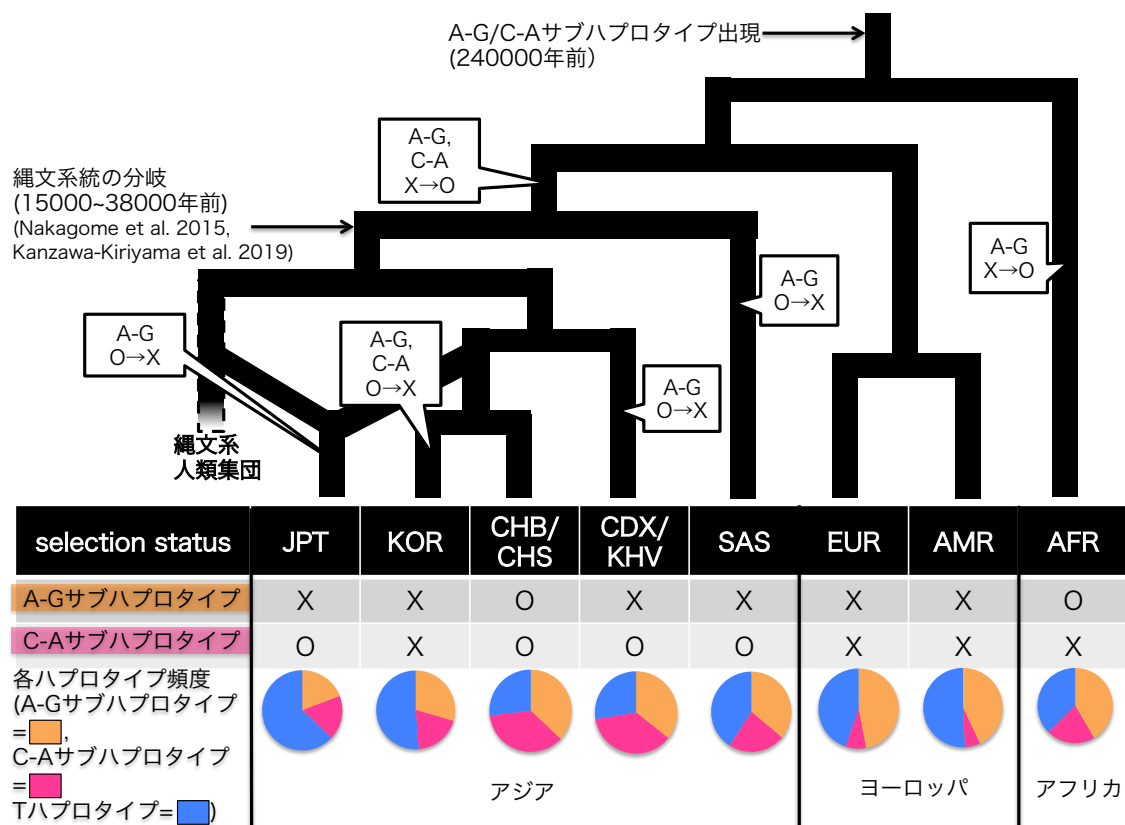 A-G/C-Aサブハプロタイプ出現
(240000年前）
A-G,
C-A
X→O
縄文系統の分岐
(15000~38000年前)
(Nakagome et al. 2015,
Kanzawa-Kiriyama et al. 2019)
A-G
X→O
A-G
O→X
A-G
O→X
A-G,
C-A
O→X
A-G
O→X
縄文系
人類集団
selection status JPT KOR CHB/CHS CDX/KHV SAS EUR AMR AFR
A-Gサブハプロタイプ X X O X X X X O
C-Aサブハプロタイプ O X O O O X X X
各ハプロタイプ頻度
(A-Gサブハプロタイプ
= ,
C-Aサブハプロタイプ
=
Tハプロタイプ= )
アジア ヨーロッパ アフリカ